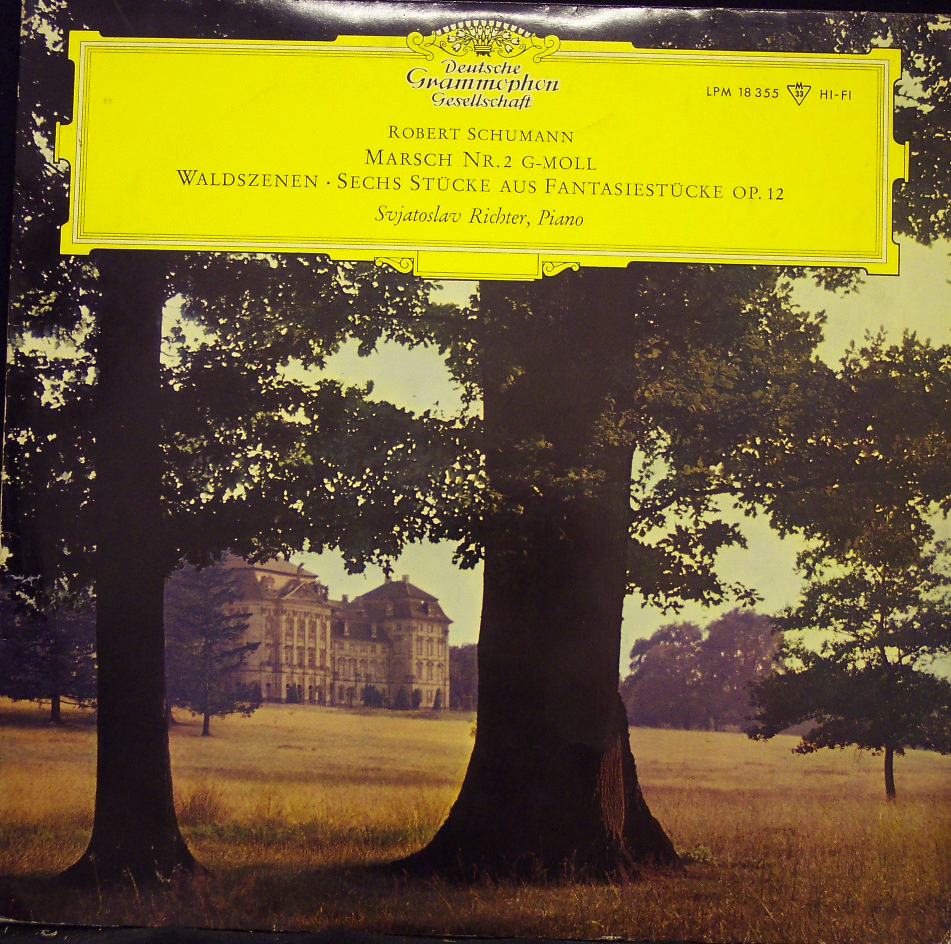 Deutsche
Grammophon
Gesellschaft
LPM 18 355 M 33 HI-FI
ROBERT SCHUMANN
MARSCH NR. 2 G-MOLL
WALDSZENEN · SECHS STÜCKE AUS FANTASIESTÜCKE OP. 12
Svjatoslav Richter, Piano